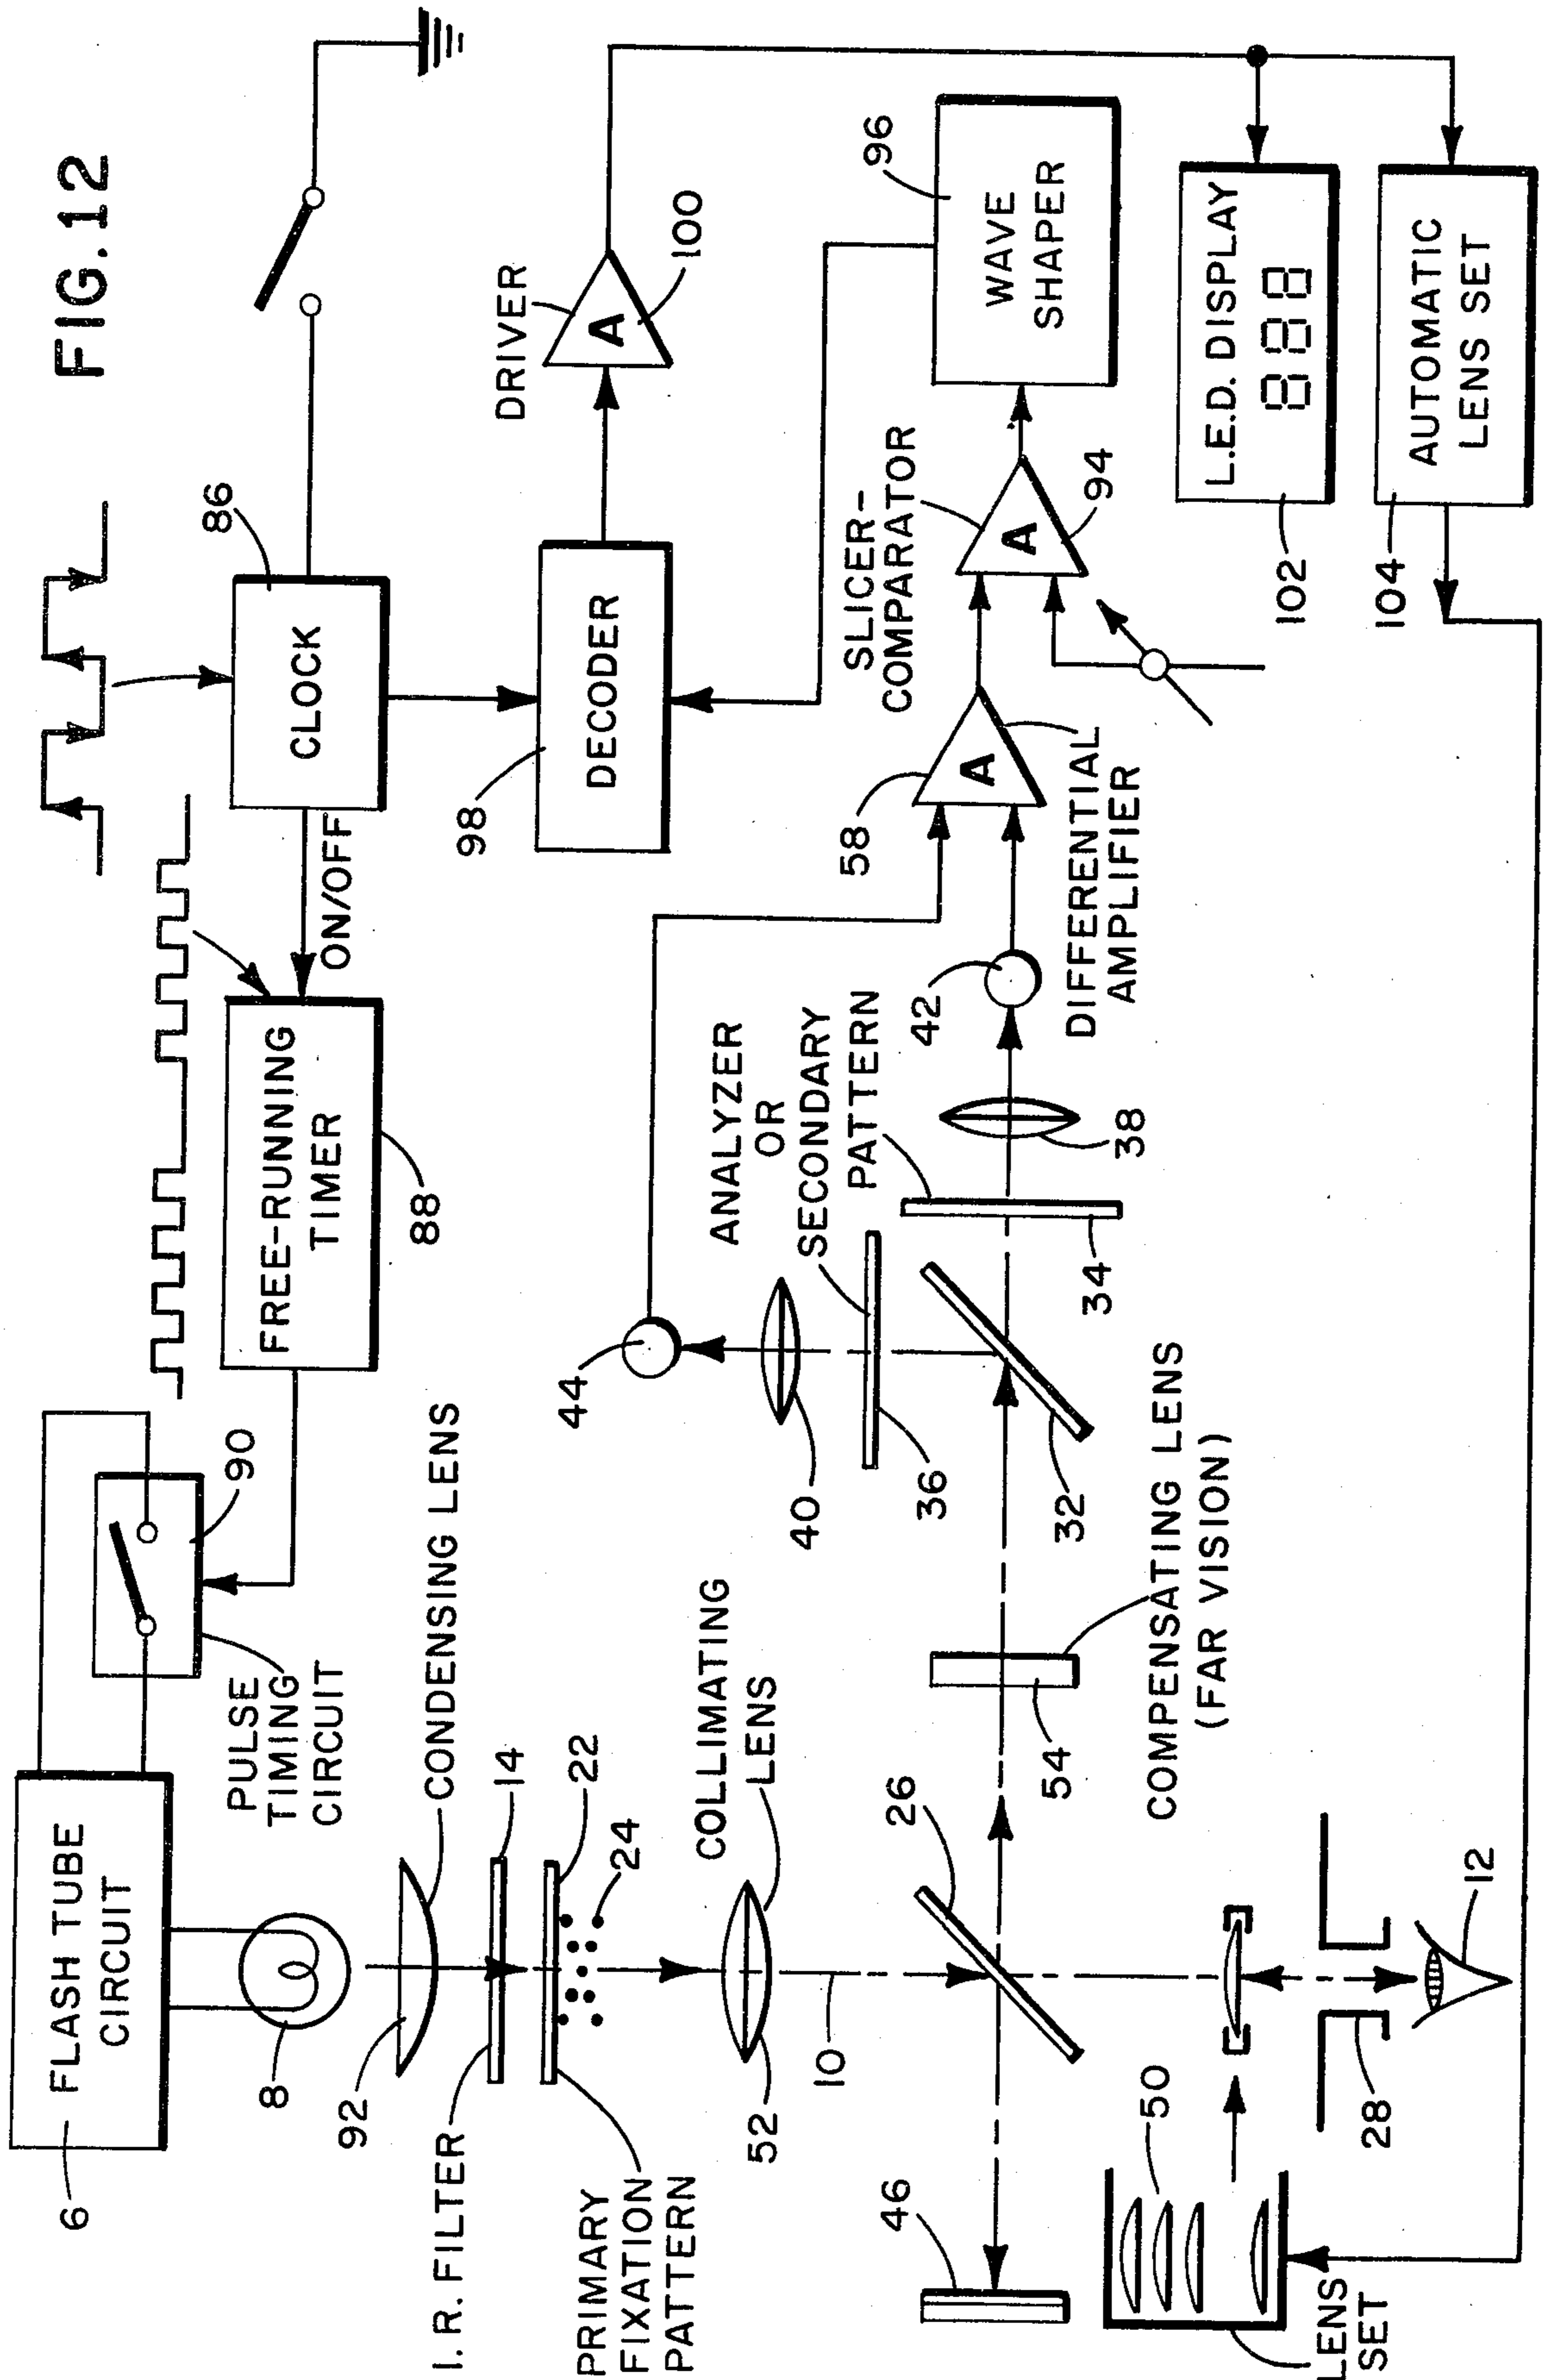 FIG.12
6
FLASH TUBE
CIRCUIT
90
PULSE
TIMING
CIRCUIT
FREE-RUNNING
TIMER
88
ON/OFF
CLOCK
86
8
92
CONDENSING LENS
I.R. FILTER
14
PRIMARY
FIXATION
PATTERN
22
24
COLLIMATING
LENS
52
10
98
DECODER
DRIVER
A
100
44
40
36
ANALYZER
OR
SECONDARY
PATTERN
58
A
DIFFERENTIAL
AMPLIFIER
SLICER-
COMPARATOR
A
94
96
WAVE
SHAPER
46
26
54
COMPENSATING LENS
(FAR VISION)
32
34
38
42
102
L.E.D. DISPLAY
888
104
AUTOMATIC
LENS SET
LENS
SET
50
28
12